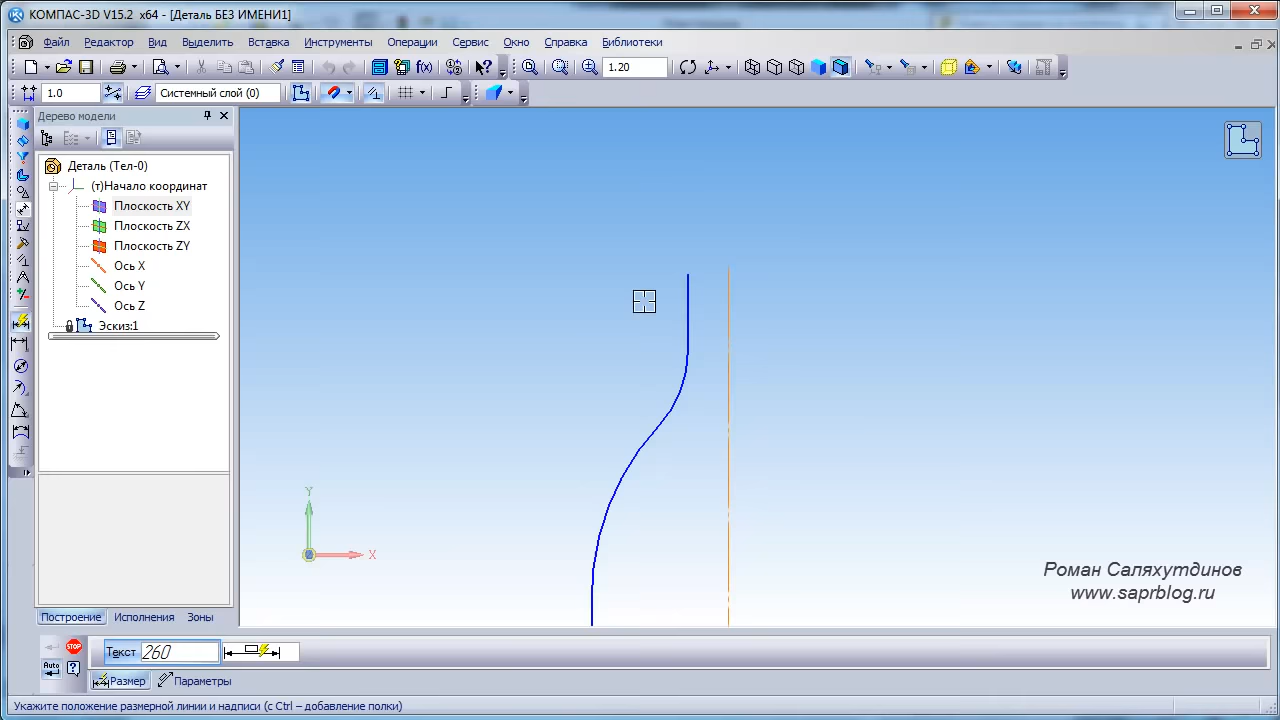 КОМПАС-3D V15.2 x64 - [Деталь БЕЗ ИМЕНИ1]
Файл Редактор Вид Выделить Вставка Инструменты Операции Сервис Окно Справка Библиотеки
f(x) 1.20
1.0 Системный слой (0)
Дерево модели
Деталь (Тел-0)
(т)Начало координат
Плоскость XY
Плоскость ZX
Плоскость ZY
Ось X
Ось Y
Ось Z
Эскиз:1
Y
X
Роман Саляхутдинов
www.saprblog.ru
Построение Исполнения Зоны
STOP Текст 260
Auto
Размер Параметры
Укажите положение размерной линии и надписи (с Ctrl – добавление полки)